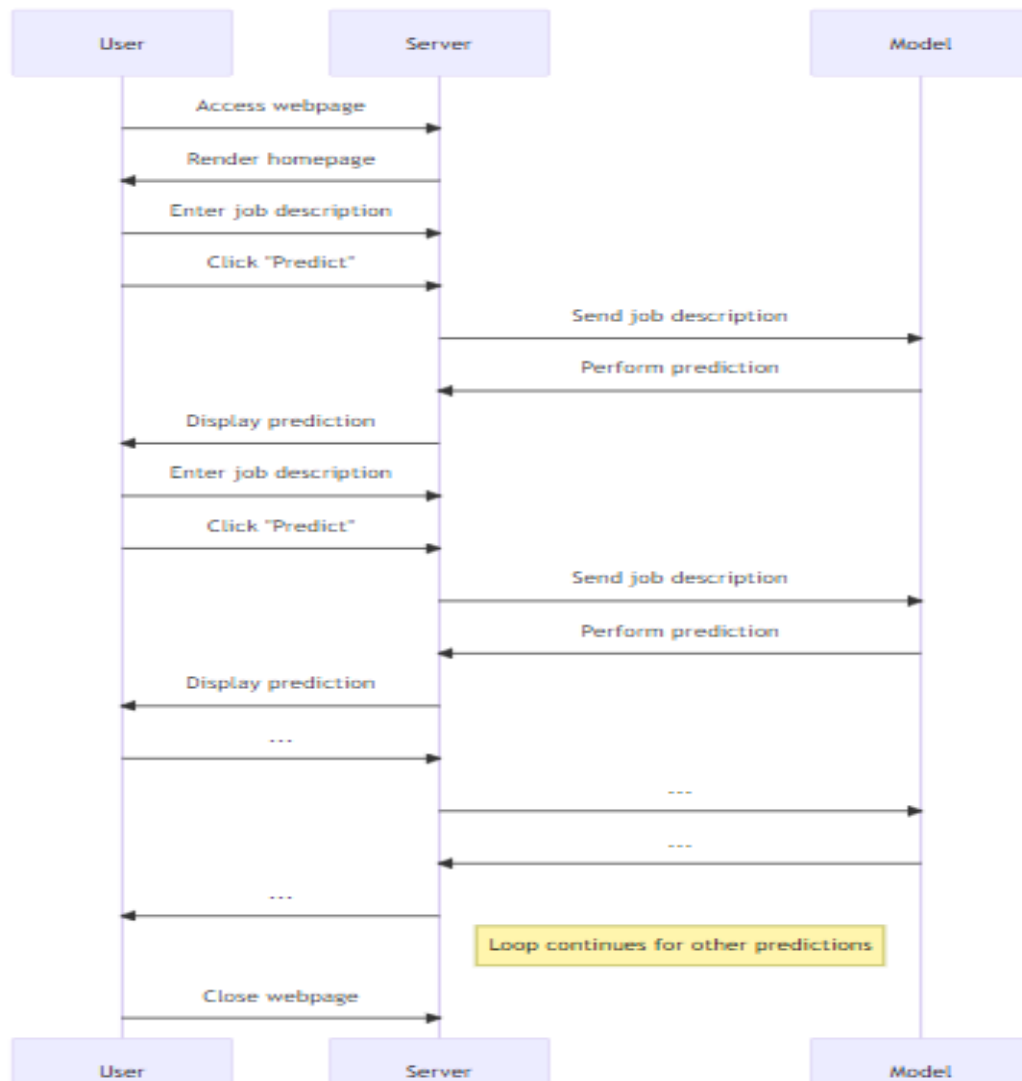 User Server Model
Access webpage
Render homepage
Enter job description
Click "Predict"
Send job description
Perform prediction
Display prediction
Enter job description
Click "Predict"
Send job description
Perform prediction
Display prediction
...
...
...
...
Loop continues for other predictions
Close webpage
User Server Model